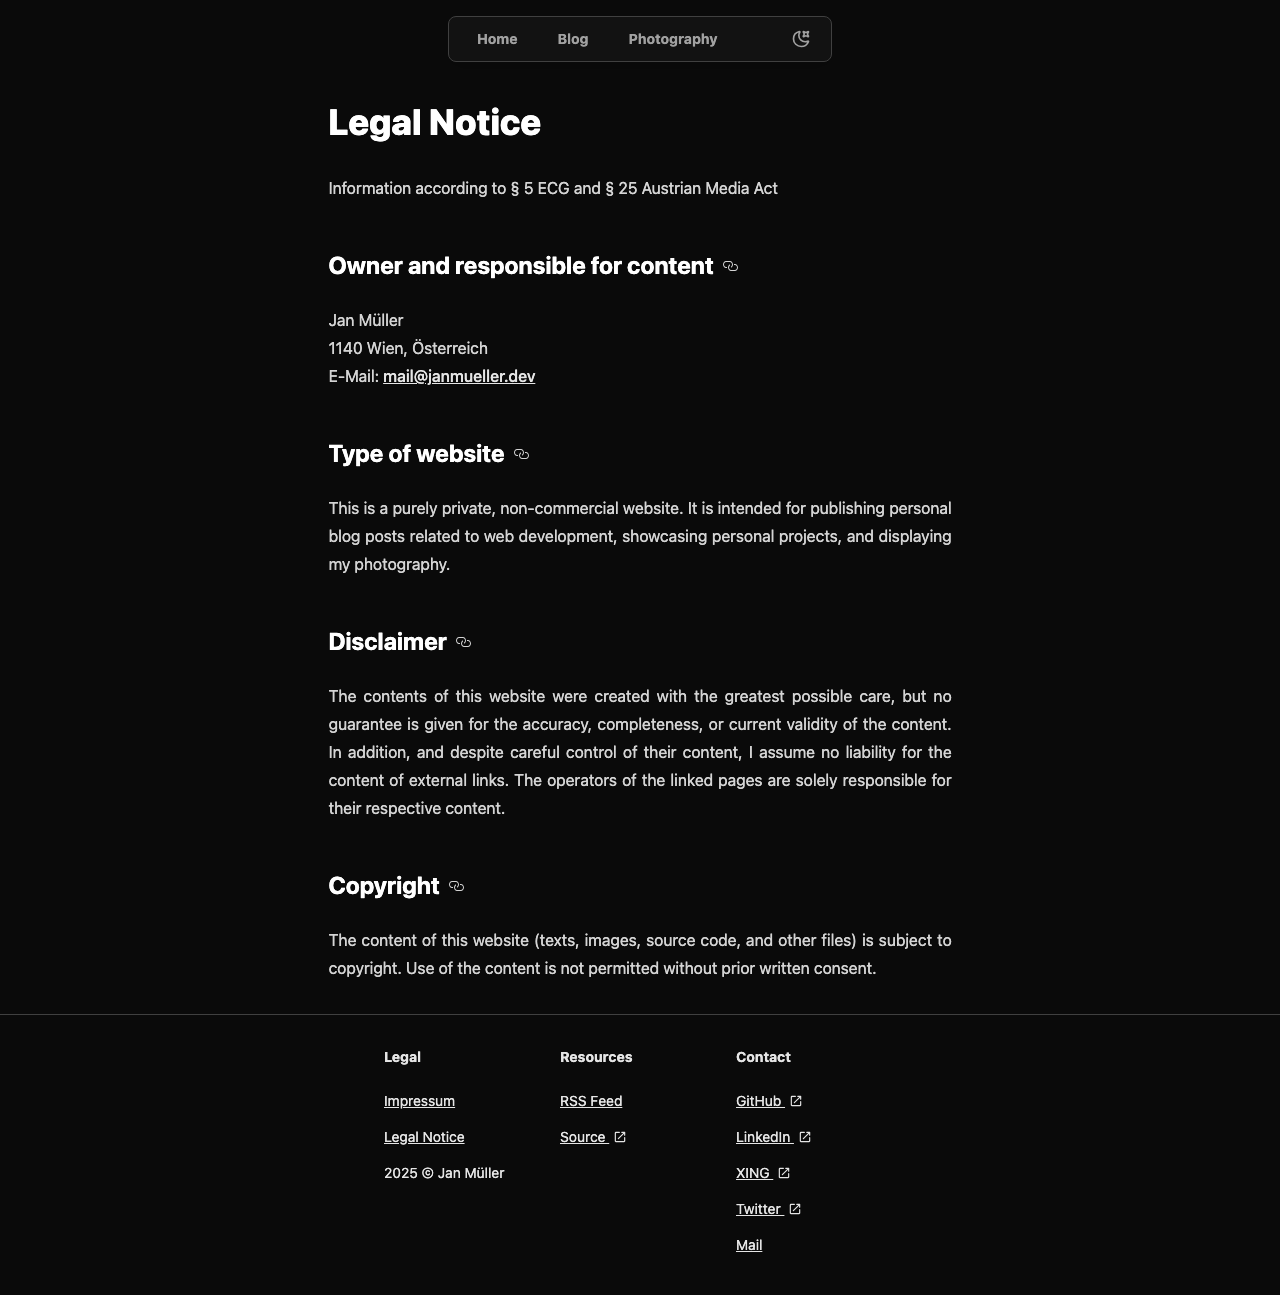 Home Blog Photography
Legal Notice
Information according to § 5 ECG and § 25 Austrian Media Act
Owner and responsible for content
Jan Müller
1140 Wien, Österreich
E-Mail: mail@janmueller.dev
Type of website
This is a purely private, non-commercial website. It is intended for publishing personal
blog posts related to web development, showcasing personal projects, and displaying
my photography.
Disclaimer
The contents of this website were created with the greatest possible care, but no
guarantee is given for the accuracy, completeness, or current validity of the content.
In addition, and despite careful control of their content, I assume no liability for the
content of external links. The operators of the linked pages are solely responsible for
their respective content.
Copyright
The content of this website (texts, images, source code, and other files) is subject to
copyright. Use of the content is not permitted without prior written consent.
Legal
Impressum
Legal Notice
2025 © Jan Müller
Resources
RSS Feed
Source
Contact
GitHub
LinkedIn
XING
Twitter
Mail